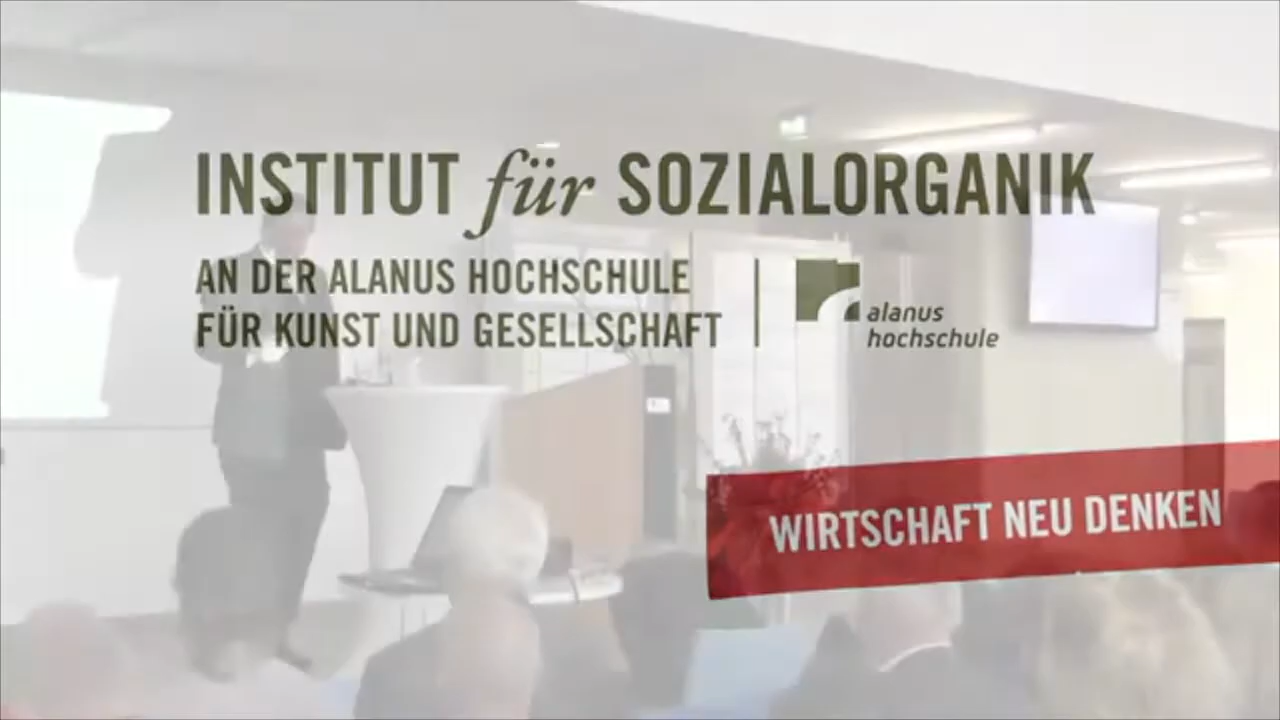 INSTITUT für SOZIALORGANIK
AN DER ALANUS HOCHSCHULE
FÜR KUNST UND GESELLSCHAFT
alanus
hochschule
WIRTSCHAFT NEU DENKEN